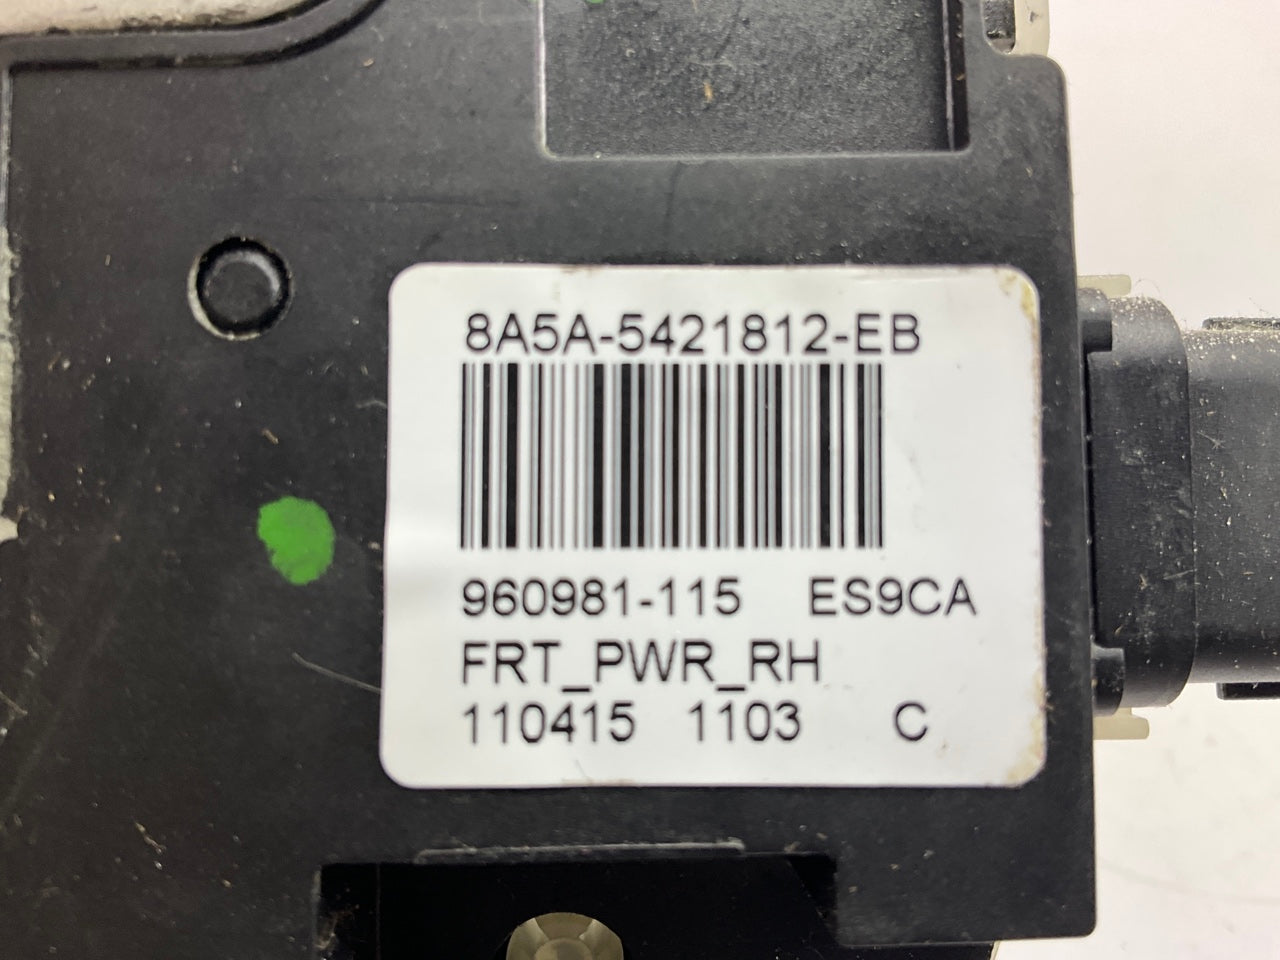 8A5A-5421812-EB
960981-115 ES9CA
FRT_PWR_RH
110415 1103 C